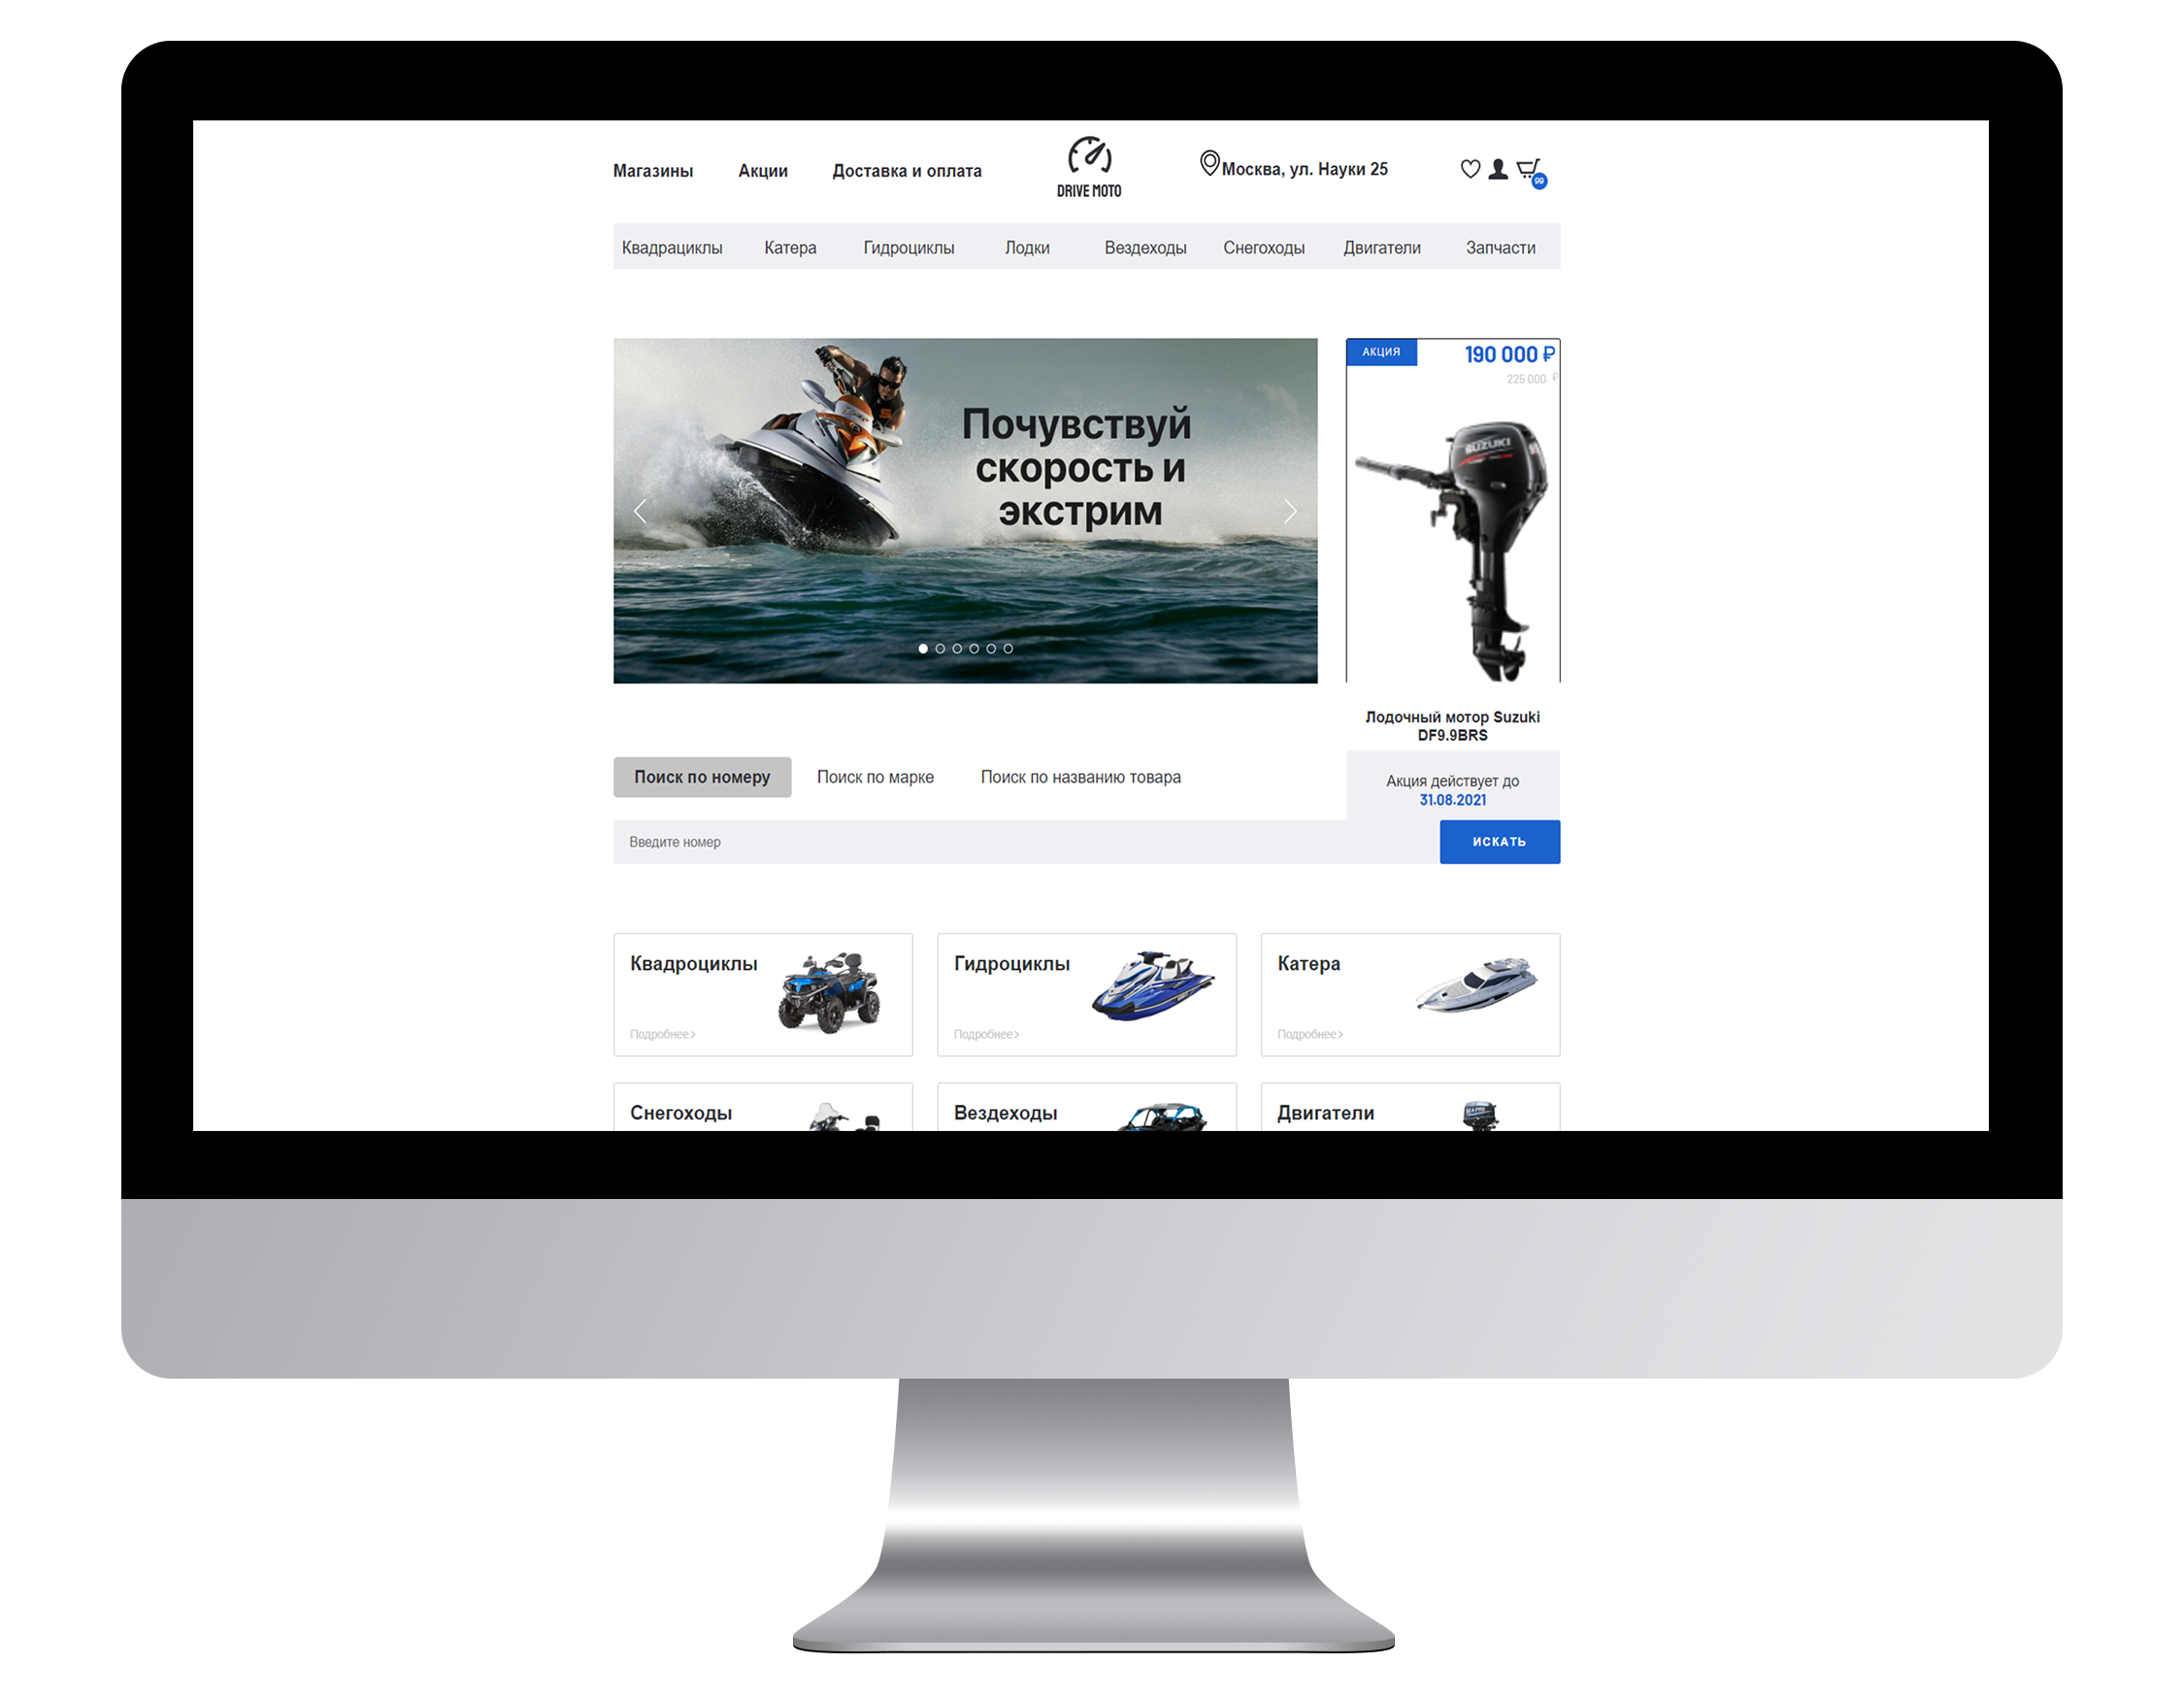 Магазины Акции Доставка и оплата
DRIVE MOTO
Москва, ул. Науки 25
99
Квадрациклы Катера Гидроциклы Лодки Вездеходы Снегоходы Двигатели Запчасти
Почувствуй
скорость и
экстрим
АКЦИЯ
190 000 ₽
225 000 ₽
SUZUKI
Лодочный мотор Suzuki
DF9.9BRS
Акция действует до
31.08.2021
Поиск по номеру Поиск по марке Поиск по названию товара
Введите номер
ИСКАТЬ
Квадроциклы
Подробнее>
Гидроциклы
Подробнее>
Катера
Подробнее>
Снегоходы
Вездеходы
Двигатели